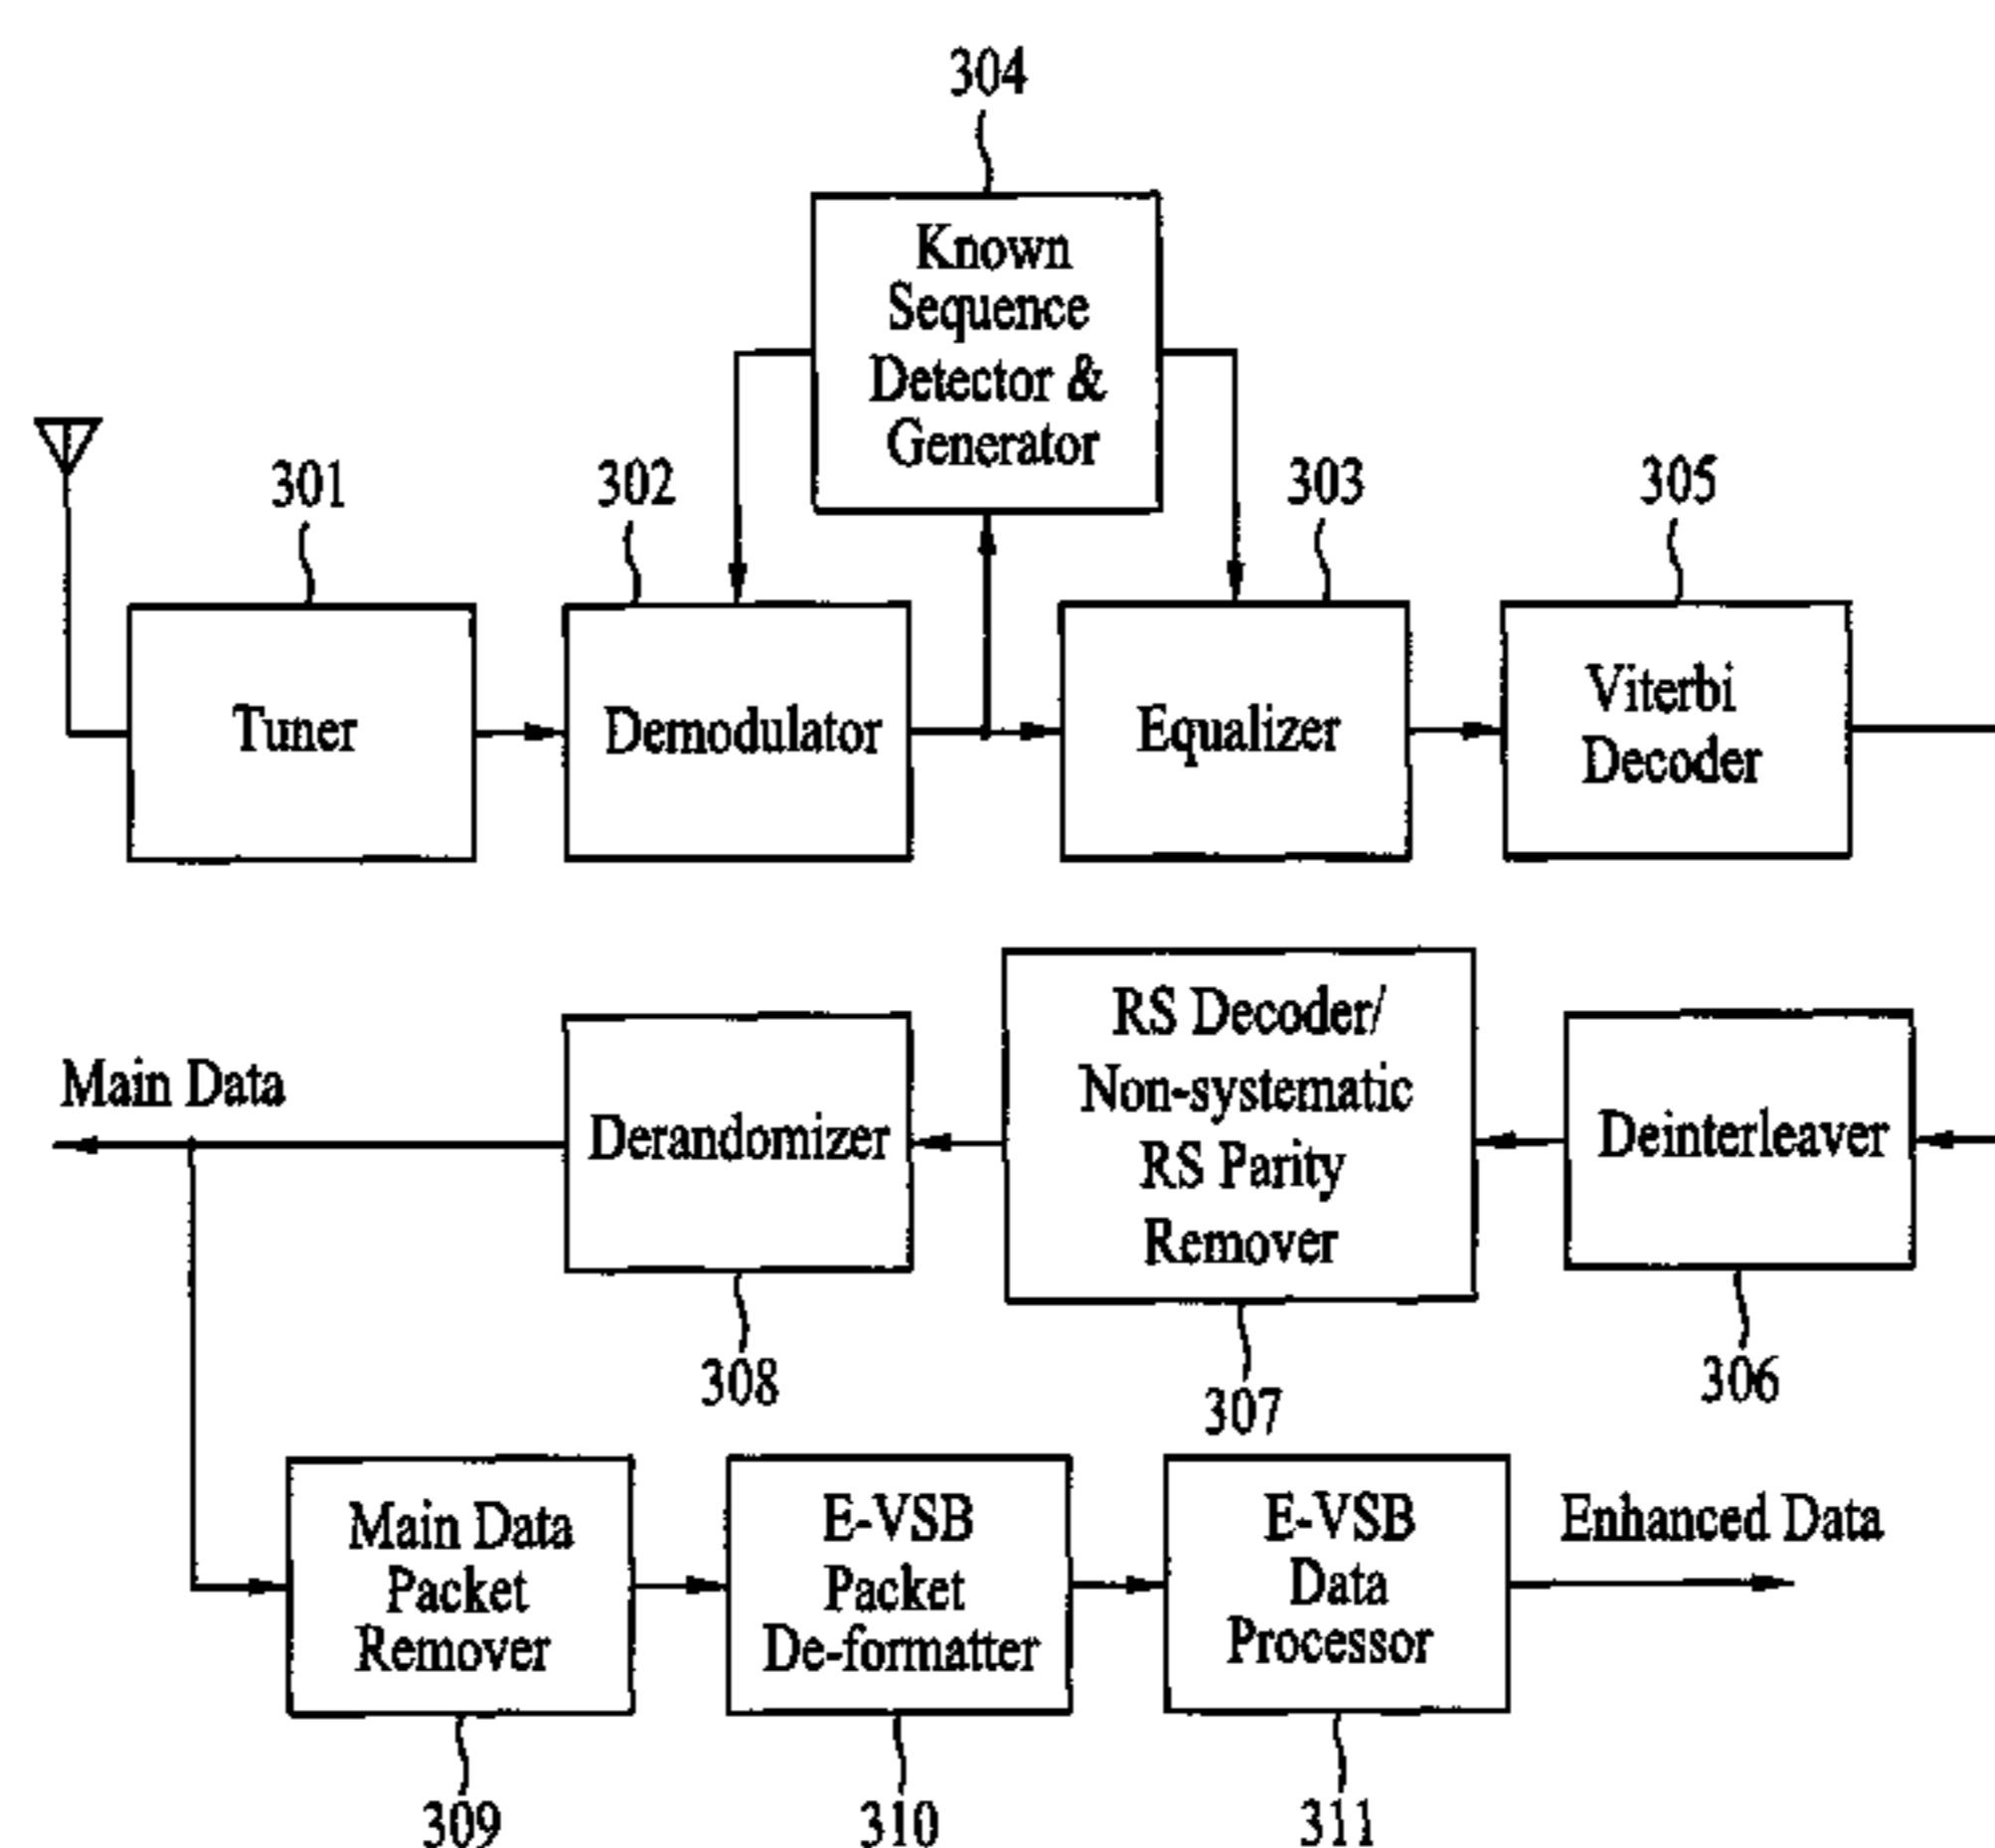 304
Known
Sequence
Detector &
Generator
301
302
303
305
Tuner
Demodulator
Equalizer
Viterbi
Decoder
Main Data
Derandomizer
RS Decoder/
Non-systematic
RS Parity
Remover
Deinterleaver
308
307
306
Main Data
Packet
Remover
E-VSB
Packet
De-formatter
E-VSB
Data
Processor
Enhanced Data
309
310
311